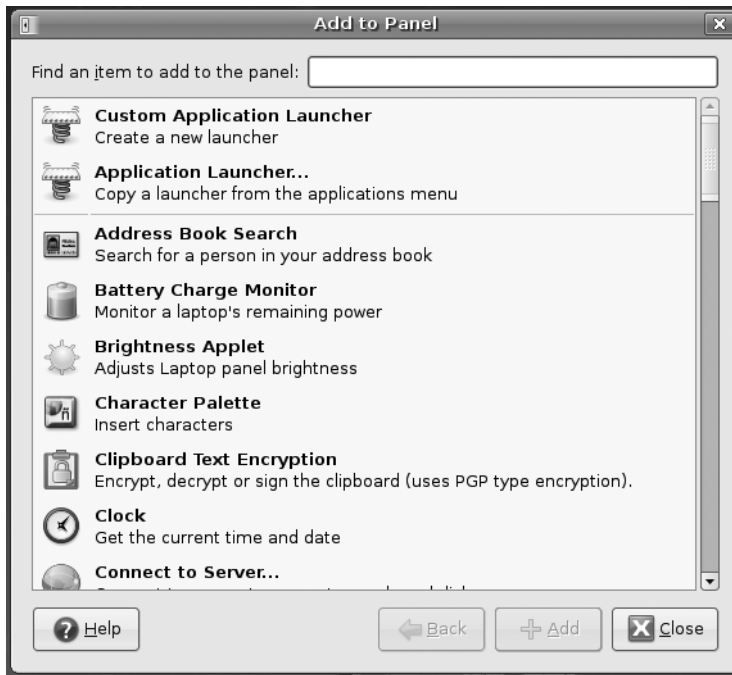 Add to Panel
Find an item to add to the panel:
Custom Application Launcher
Create a new launcher
Application Launcher...
Copy a launcher from the applications menu
Address Book Search
Search for a person in your address book
Battery Charge Monitor
Monitor a laptop's remaining power
Brightness Applet
Adjusts Laptop panel brightness
Character Palette
Insert characters
Clipboard Text Encryption
Encrypt, decrypt or sign the clipboard (uses PGP type encryption).
Clock
Get the current time and date
Connect to Server...
Help
Back
Add
Close